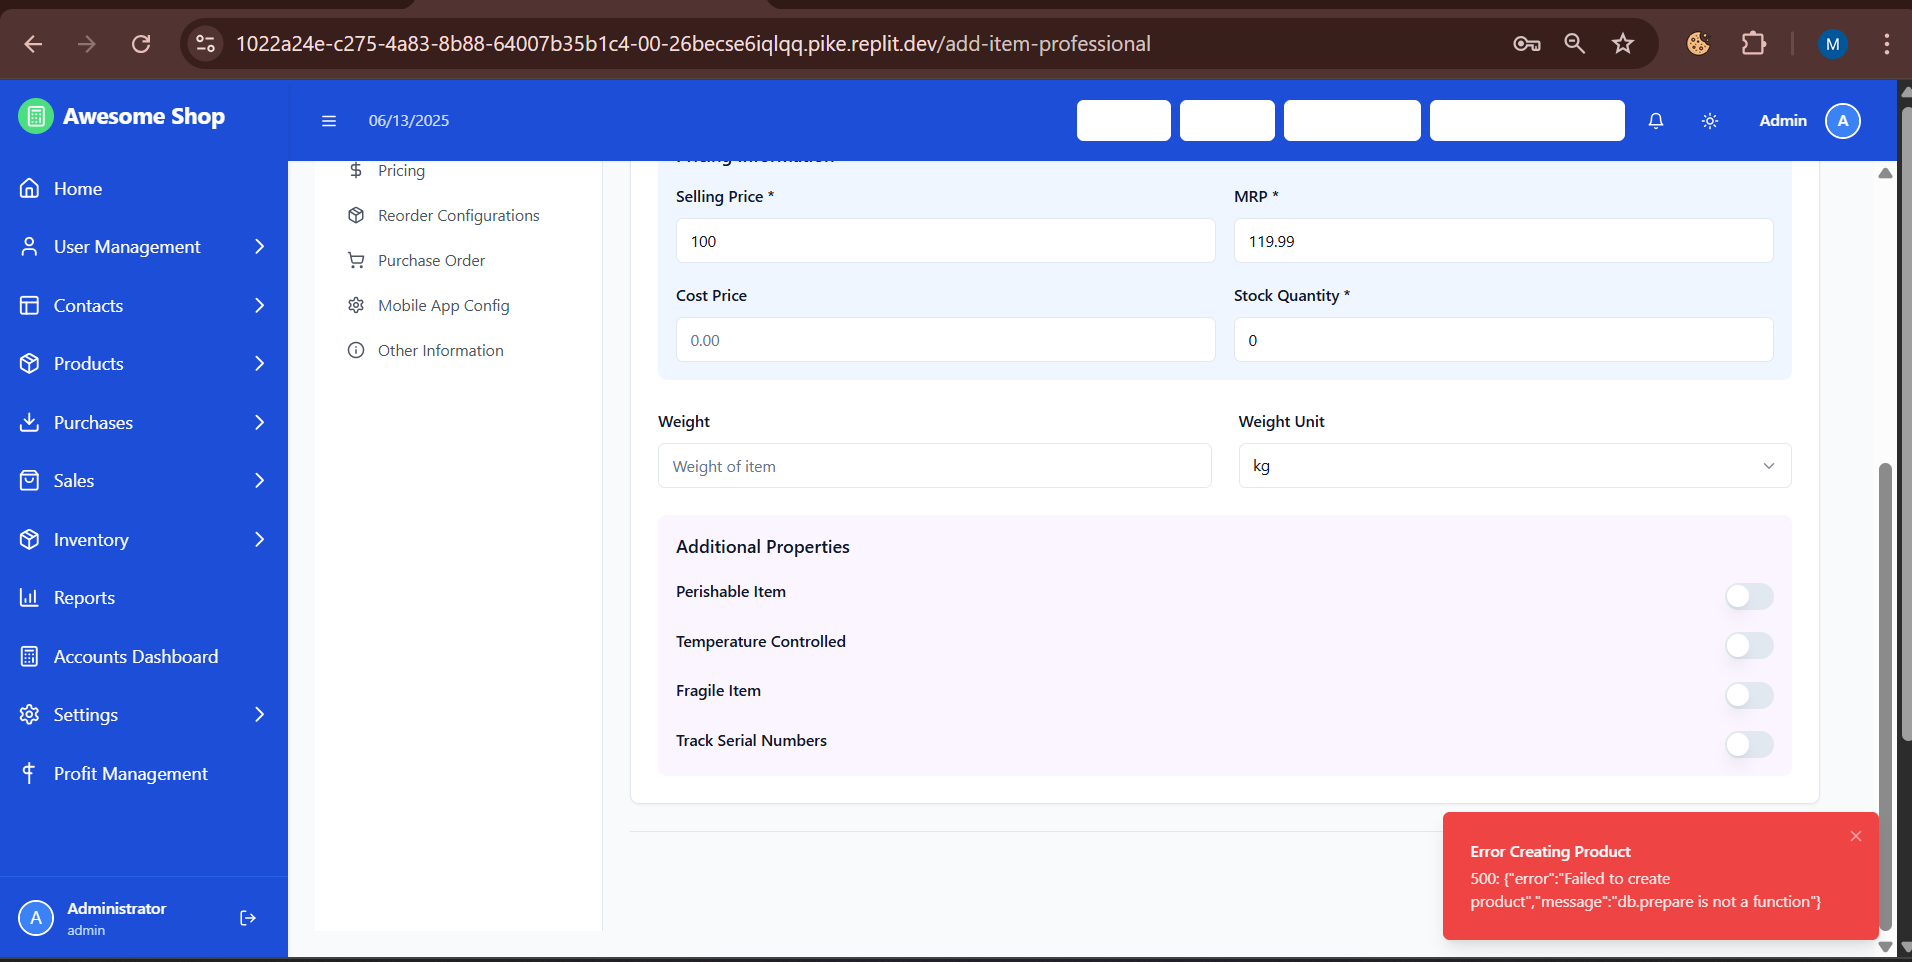 1022a24e-c275-4a83-8b88-64007b35b1c4-00-26becse6iqlqq.pike.replit.dev/add-item-professional
M
Awesome Shop
06/13/2025
Admin
A
Home
User Management
Contacts
Products
Purchases
Sales
Inventory
Reports
Accounts Dashboard
Settings
Profit Management
A
Administrator
admin
Pricing
Reorder Configurations
Purchase Order
Mobile App Config
Other Information
Pricing Information
Selling Price *
MRP *
100
119.99
Cost Price
Stock Quantity *
0.00
0
Weight
Weight Unit
Weight of item
kg
Additional Properties
Perishable Item
Temperature Controlled
Fragile Item
Track Serial Numbers
Error Creating Product
500: {"error":"Failed to create
product","message":"db.prepare is not a function"}